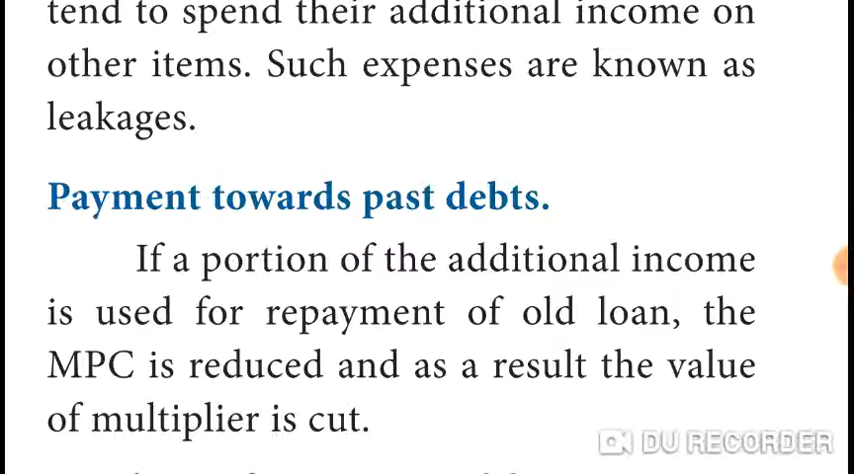 tend to spend their additional income on
other items. Such expenses are known as
leakages.
Payment towards past debts.
If a portion of the additional income
is used for repayment of old loan, the
MPC is reduced and as a result the value
of multiplier is cut.
DU RECORDER